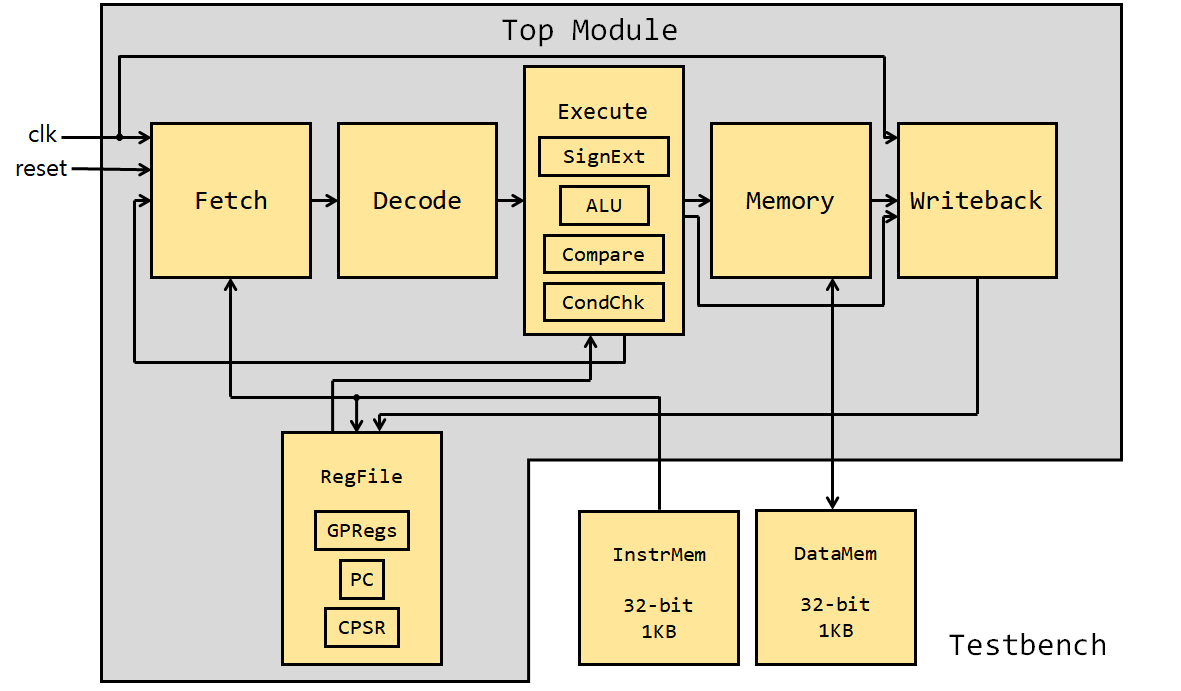 Top Module
clk
reset
Fetch
Decode
Execute
SignExt
ALU
Compare
CondChk
Memory
Writeback
RegFile
GPRegs
PC
CPSR
InstrMem
32-bit
1KB
DataMem
32-bit
1KB
Testbench